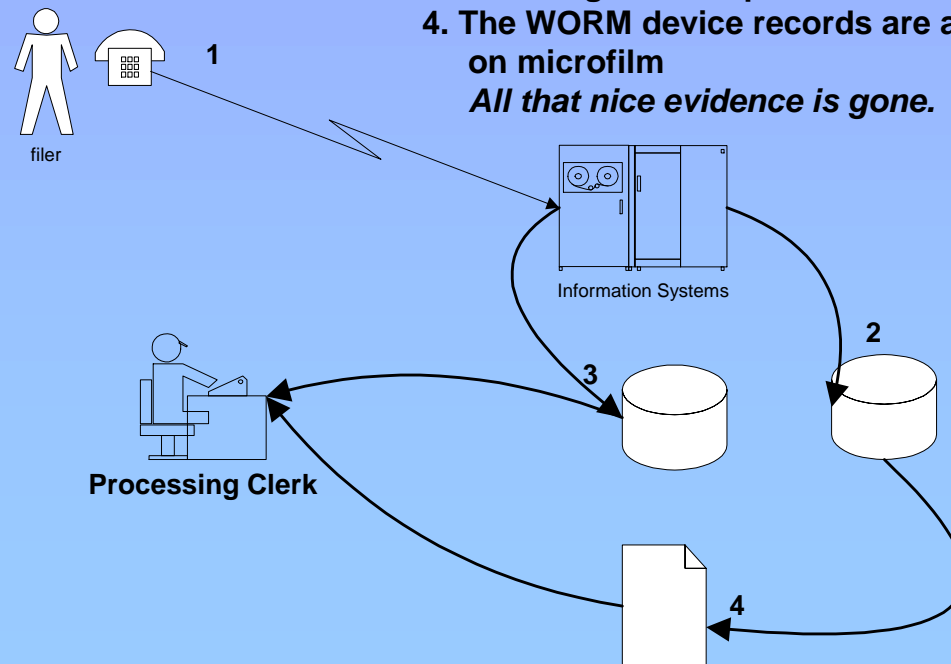 4. The WORM device records are a
on microfilm
All that nice evidence is gone.
1
filer
Information Systems
2
3
Processing Clerk
4